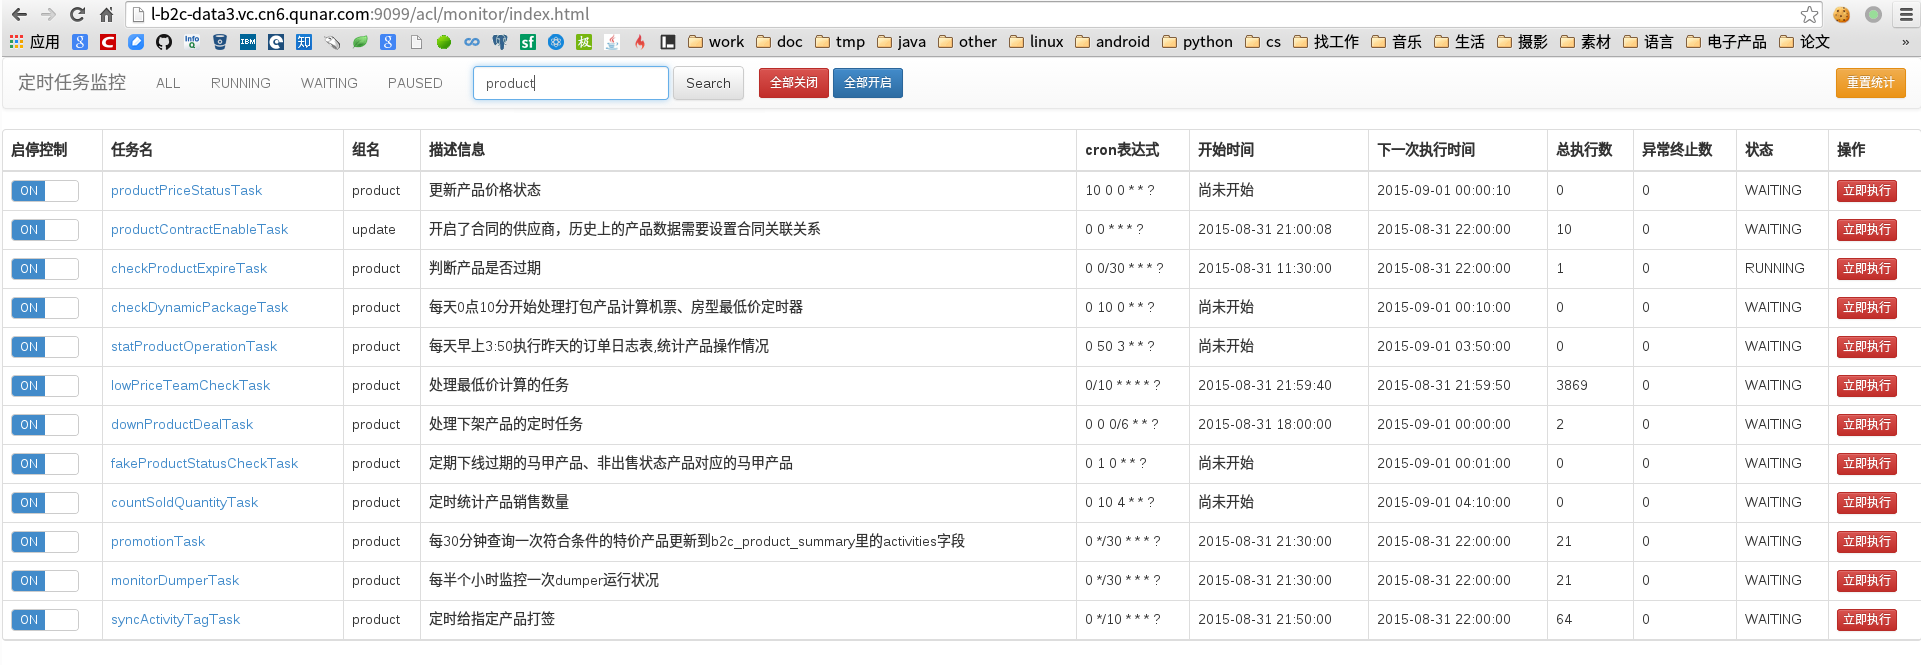 l-b2c-data3.vc.cn6.qunar.com:9099/acl/monitor/index.html
应用 work doc tmp java other linux android python cs 找工作 音乐 生活 摄影 素材 语言 电子产品 论文 »
定时任务监控 ALL RUNNING WAITING PAUSED product Search 全部关闭 全部开启 重置统计
启停控制 任务名 组名 描述信息 cron表达式 开始时间 下一次执行时间 总执行数 异常终止数 状态 操作
ON productPriceStatusTask product 更新产品价格状态 10 0 0 * * ? 尚未开始 2015-09-01 00:00:10 0 0 WAITING 立即执行
ON productContractEnableTask update 开启了合同的供应商，历史上的产品数据需要设置合同关联关系 0 0 * * * ? 2015-08-31 21:00:08 2015-08-31 22:00:00 10 0 WAITING 立即执行
ON checkProductExpireTask product 判断产品是否过期 0 0/30 * * * ? 2015-08-31 11:30:00 2015-08-31 22:00:00 1 0 RUNNING 立即执行
ON checkDynamicPackageTask product 每天0点10分开始处理打包产品计算机票、房型最低价定时器 0 10 0 * * ? 尚未开始 2015-09-01 00:10:00 0 0 WAITING 立即执行
ON statProductOperationTask product 每天早上3:50执行昨天的订单日志表,统计产品操作情况 0 50 3 * * ? 尚未开始 2015-09-01 03:50:00 0 0 WAITING 立即执行
ON lowPriceTeamCheckTask product 处理最低价计算的任务 0/10 * * * * ? 2015-08-31 21:59:40 2015-08-31 21:59:50 3869 0 WAITING 立即执行
ON downProductDealTask product 处理下架产品的定时任务 0 0 0/6 * * ? 2015-08-31 18:00:00 2015-09-01 00:00:00 2 0 WAITING 立即执行
ON fakeProductStatusCheckTask product 定期下线过期的马甲产品、非出售状态产品对应的马甲产品 0 1 0 * * ? 尚未开始 2015-09-01 00:01:00 0 0 WAITING 立即执行
ON countSoldQuantityTask product 定时统计产品销售数量 0 10 4 * * ? 尚未开始 2015-09-01 04:10:00 0 0 WAITING 立即执行
ON promotionTask product 每30分钟查询一次符合条件的特价产品更新到b2c_product_summary里的activities字段 0 */30 * * * ? 2015-08-31 21:30:00 2015-08-31 22:00:00 21 0 WAITING 立即执行
ON monitorDumperTask product 每半个小时监控一次dumper运行状况 0 */30 * * * ? 2015-08-31 21:30:00 2015-08-31 22:00:00 21 0 WAITING 立即执行
ON syncActivityTagTask product 定时给指定产品打签 0 */10 * * * ? 2015-08-31 21:50:00 2015-08-31 22:00:00 64 0 WAITING 立即执行